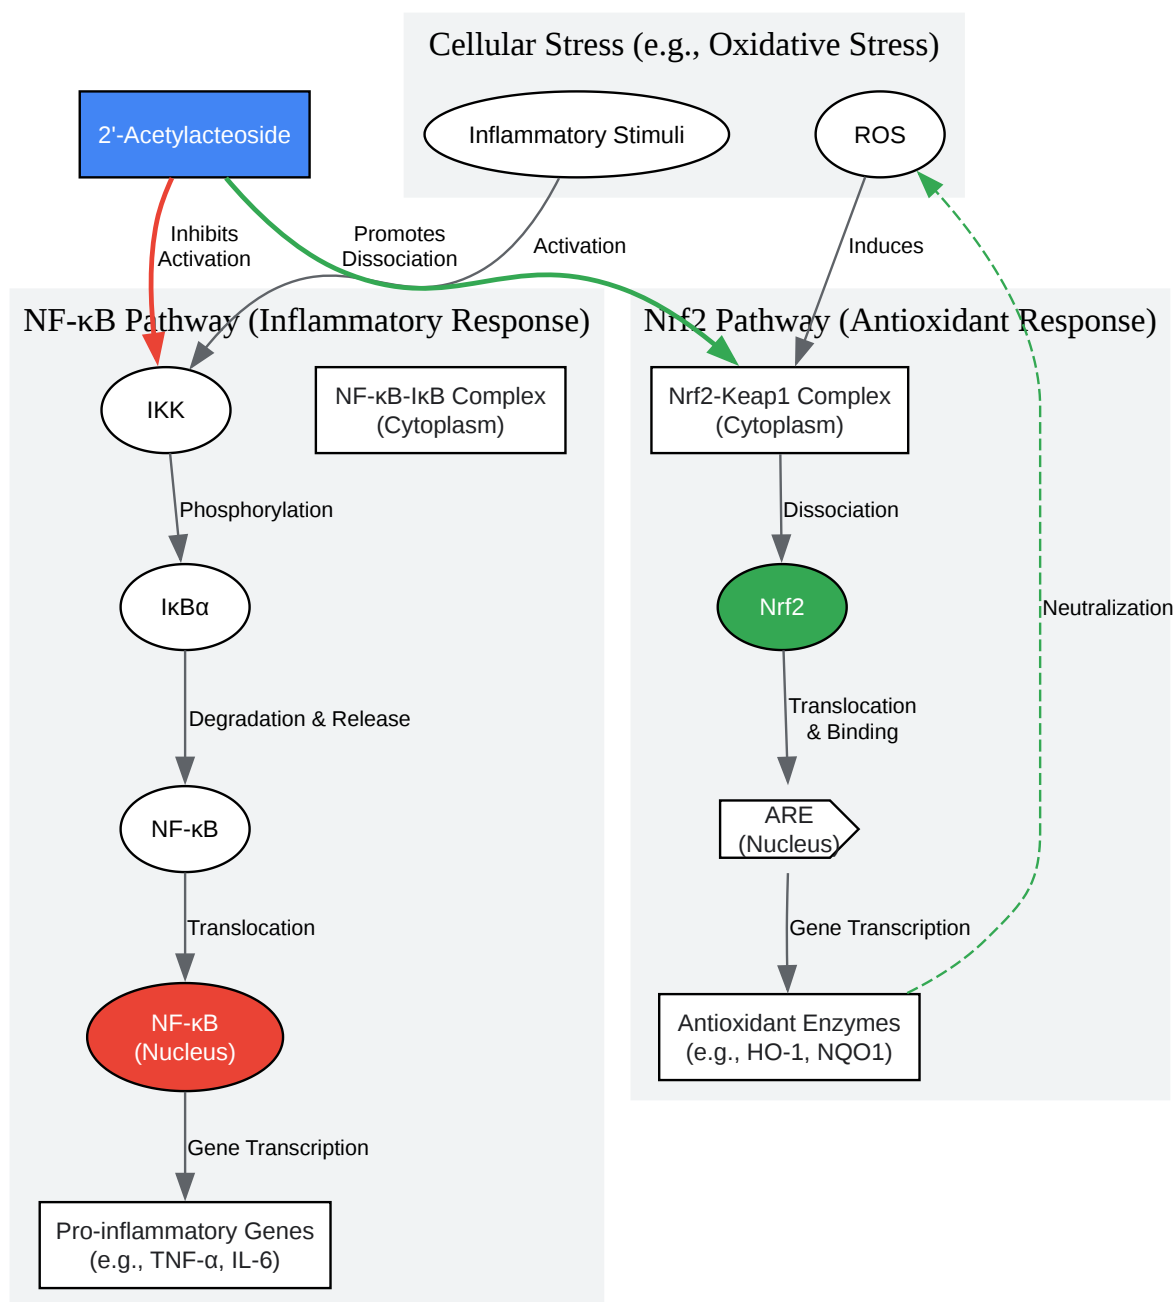 Cellular Stress (e.g., Oxidative Stress)
2'-Acetylacteoside
Inflammatory Stimuli
ROS
Inhibits
Activation
Promotes
Dissociation
Activation
Induces
NF-κB Pathway (Inflammatory Response)
Nrf2 Pathway (Antioxidant Response)
IKK
NF-κB-IκB Complex
(Cytoplasm)
Nrf2-Keap1 Complex
(Cytoplasm)
Phosphorylation
Dissociation
IκBα
Nrf2
Neutralization
Degradation & Release
Translocation
& Binding
NF-κB
ARE
(Nucleus)
Translocation
Gene Transcription
NF-κB
(Nucleus)
Antioxidant Enzymes
(e.g., HO-1, NQO1)
Gene Transcription
Pro-inflammatory Genes
(e.g., TNF-α, IL-6)